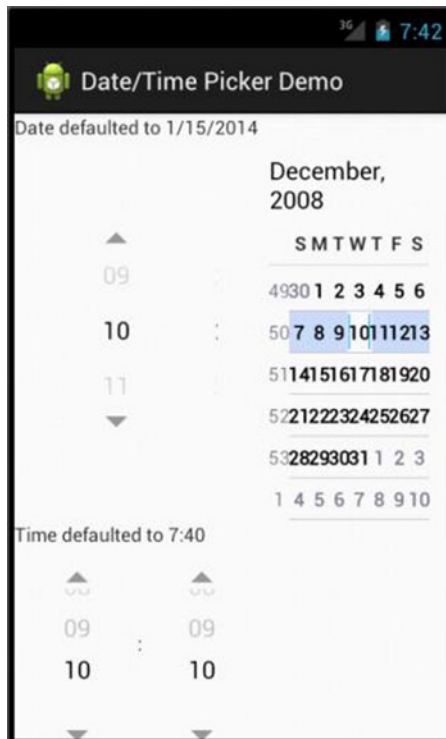 3G 7:42
Date/Time Picker Demo
Date defaulted to 1/15/2014
December,
2008
S M T W T F S
09
49 30 1 2 3 4 5 6
10
50 7 8 9 10 11 12 13
11
51 14 15 16 17 18 19 20
52 21 22 23 24 25 26 27
53 28 29 30 31 1 2 3
1 4 5 6 7 8 9 10
Time defaulted to 7:40
09 : 09
10 10